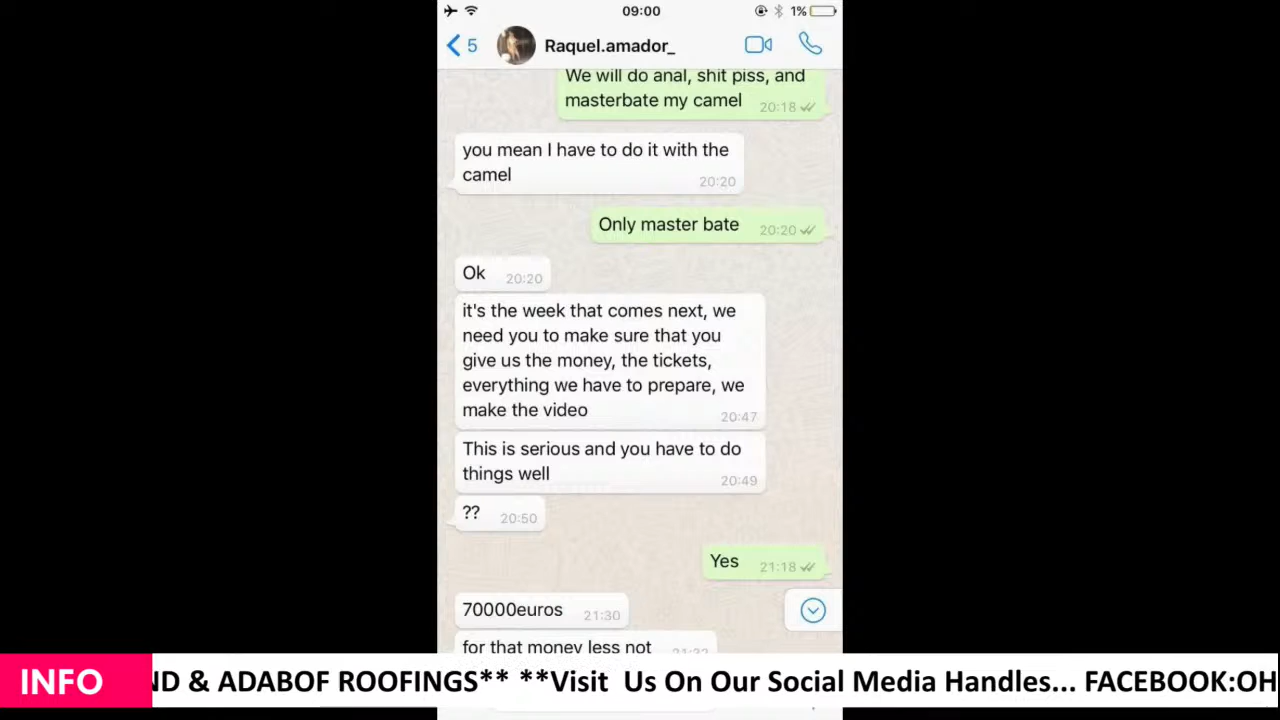 09:00
1%
5
Raquel.amador_
We will do anal, shit piss, and
masterbate my camel
20:18
you mean I have to do it with the
camel
20:20
Only master bate
20:20
Ok
20:20
it's the week that comes next, we
need you to make sure that you
give us the money, the tickets,
everything we have to prepare, we
make the video
20:47
This is serious and you have to do
things well
20:49
??
20:50
Yes
21:18
70000euros
21:30
for that money less not
INFO
ND & ADABOF ROOFINGS** **Visit Us On Our Social Media Handles... FACEBOOK:OH